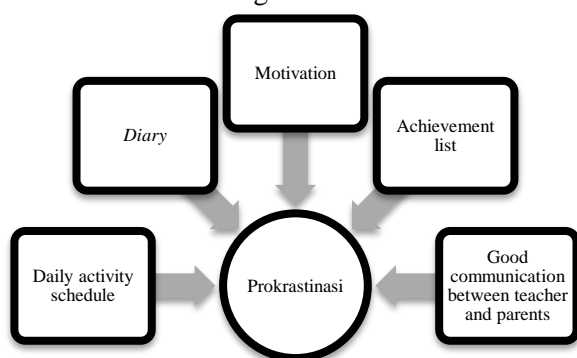 Motivation
Diary
Achievement
list
Daily activity
schedule
Prokrastinasi
Good
communication
between teacher
and parents